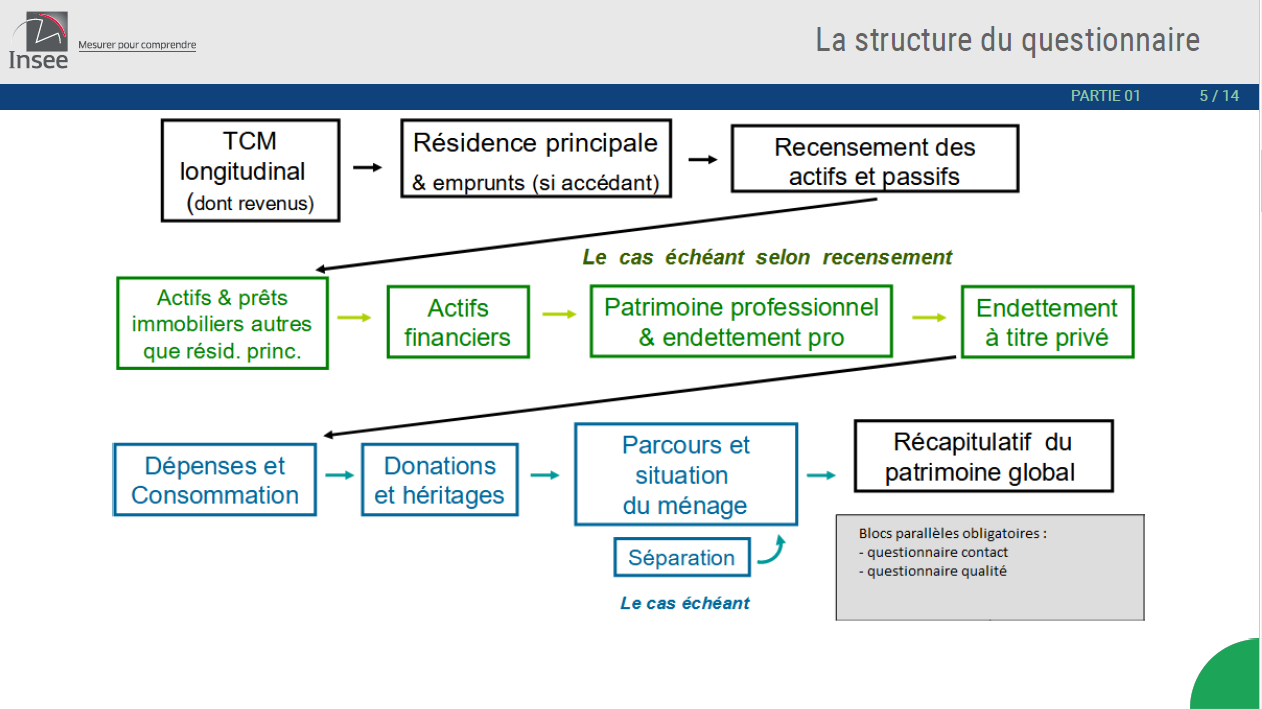 Insee
Mesurer pour comprendre
La structure du questionnaire
PARTIE 01
5 / 14
TCM
longitudinal
(dont revenus)
Résidence principale
& emprunts (si accédant)
Recensement des
actifs et passifs
Le cas échéant selon recensement
Actifs & prêts
immobiliers autres
que résid. princ.
Actifs
financiers
Patrimoine professionnel
& endettement pro
Endettement
à titre privé
Dépenses et
Consommation
Donations
et héritages
Parcours et
situation
du ménage
Récapitulatif du
patrimoine global
Séparation
Le cas échéant
Blocs parallèles obligatoires :
- questionnaire contact
- questionnaire qualité